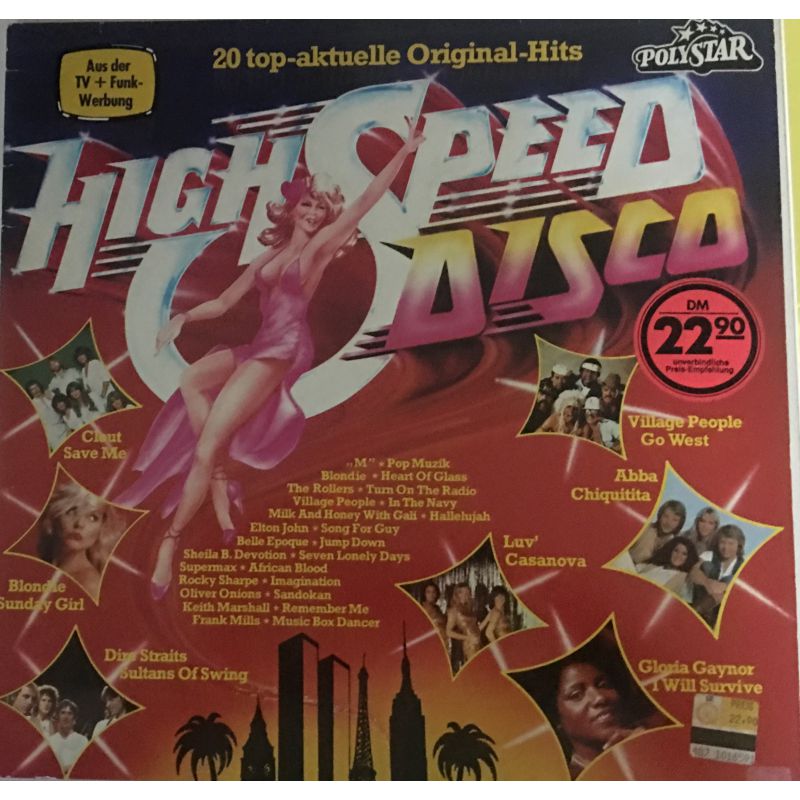 Aus der
TV + Funk-
Werbung
20 top-aktuelle Original-Hits
POLYSTAR
HIGH SPEED
DISCO
DM
22 90
unverbindliche
Preis-Empfehlung
Clout
Save Me
Village People
Go West
Abba
Chiquitita
„M" • Pop Muzik
Blondie • Heart Of Glass
The Rollers • Turn On The Radio
Village People • In The Navy
Milk And Honey With Gali • Hallelujah
Elton John • Song For Guy
Belle Epoque • Jump Down
Sheila B. Devotion • Seven Lonely Days
Supermax • African Blood
Rocky Sharpe • Imagination
Oliver Onions • Sandokan
Keith Marshall • Remember Me
Frank Mills • Music Box Dancer
Blondie
Sunday Girl
Luv'
Casanova
Dire Straits
Sultans Of Swing
Gloria Gaynor
I Will Survive
PREIS
22.90